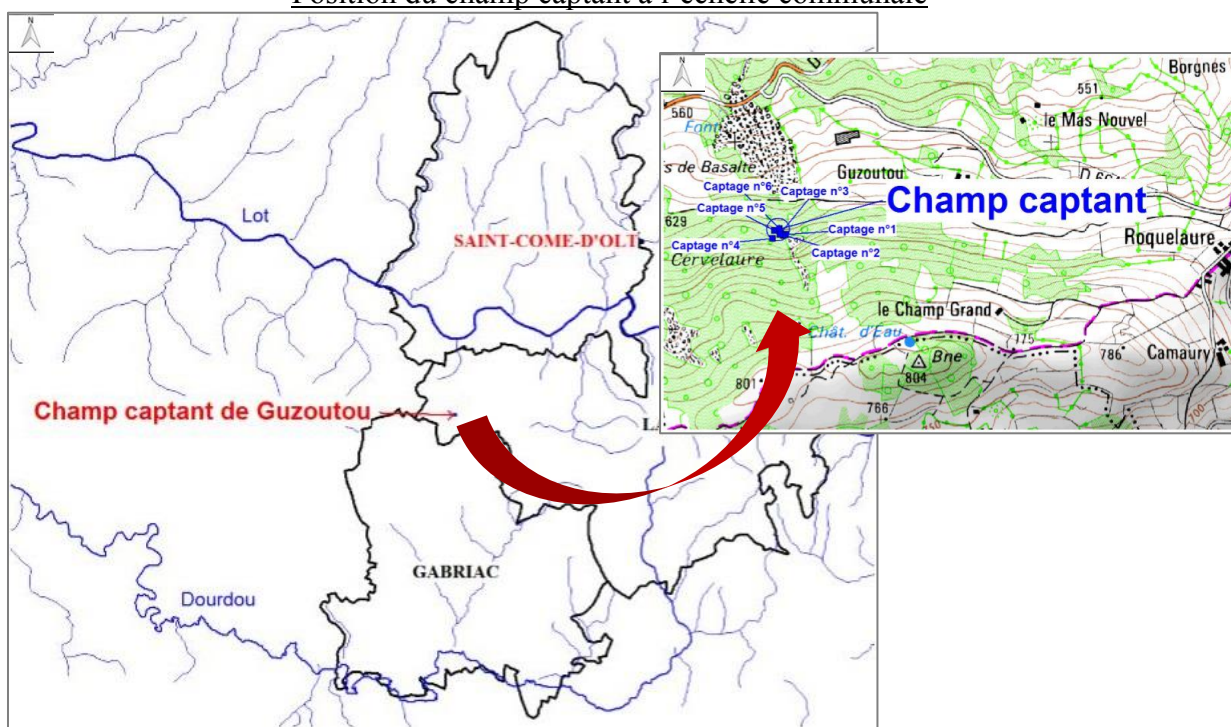 Position du champ captant à l'échelle communale
Lot
SAINT-COME-D'OLT
Champ captant de Guzoutou
GABRIAC
Dourdou
Borgnes
551
le Mas Nouvel
560
Font
s de Basalte
Guzoutou
Captage n°6
Captage n°3
Champ captant
Captage n°5
629
Captage n°1
Roquelaure
Captage n°4
Captage n°2
Cervelaure
le Champ Grand
Chât. d'Eau
775
Bne
786
Camaury
801
804
766
700